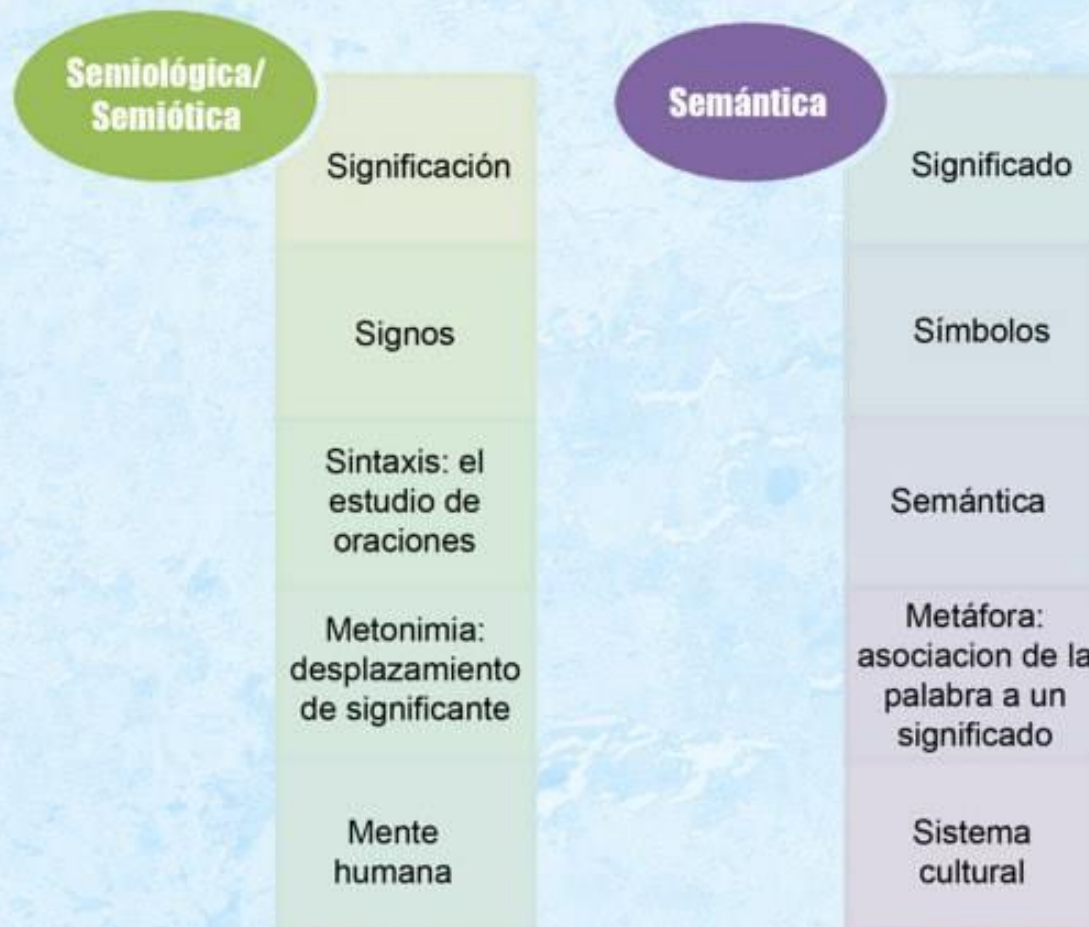 Semiológica/
Semiótica
Significación
Signos
Sintaxis: el
estudio de
oraciones
Metonimia:
desplazamiento
de significante
Mente
humana
Semántica
Significado
Símbolos
Semántica
Metáfora:
asociacion de la
palabra a un
significado
Sistema
cultural